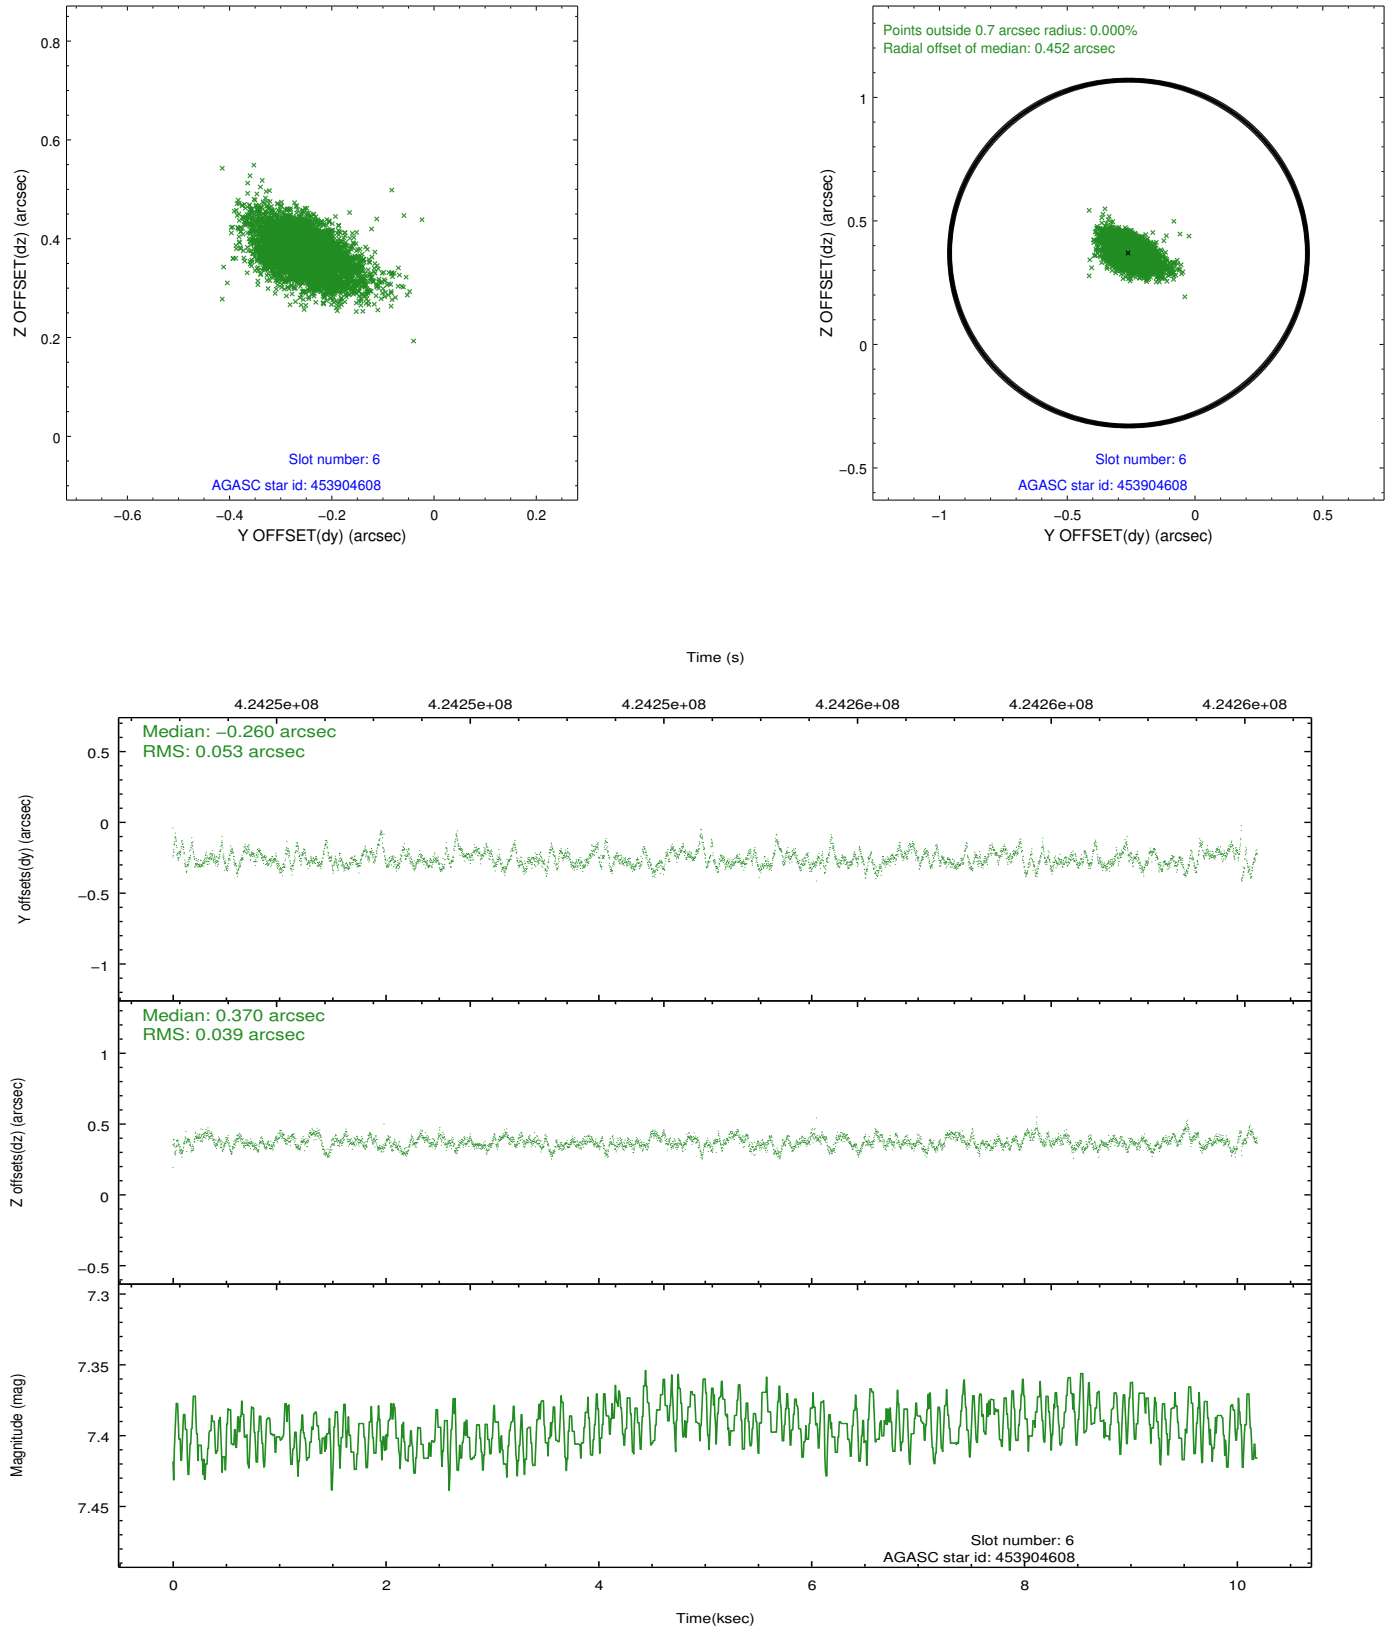 0.8
0.6
0.4
0.2
0
−0.6
−0.4
−0.2
0
0.2
Z OFFSET(dz) (arcsec)
Y OFFSET(dy) (arcsec)
Slot number: 6
AGASC star id: 453904608
Points outside 0.7 arcsec radius: 0.000%
Radial offset of median: 0.452 arcsec
1
0.5
0
−0.5
−1
−0.5
0
0.5
Z OFFSET(dz) (arcsec)
Y OFFSET(dy) (arcsec)
Slot number: 6
AGASC star id: 453904608
Time (s)
4.2425e+08 4.2425e+08 4.2425e+08 4.2426e+08 4.2426e+08 4.2426e+08
Median: −0.260 arcsec
RMS: 0.053 arcsec
0.5
0
−0.5
−1
Y offsets(dy) (arcsec)
Median: 0.370 arcsec
RMS: 0.039 arcsec
1
0.5
0
−0.5
Z offsets(dz) (arcsec)
7.3
7.35
7.4
7.45
Magnitude (mag)
Slot number: 6
AGASC star id: 453904608
0 2 4 6 8 10
Time(ksec)